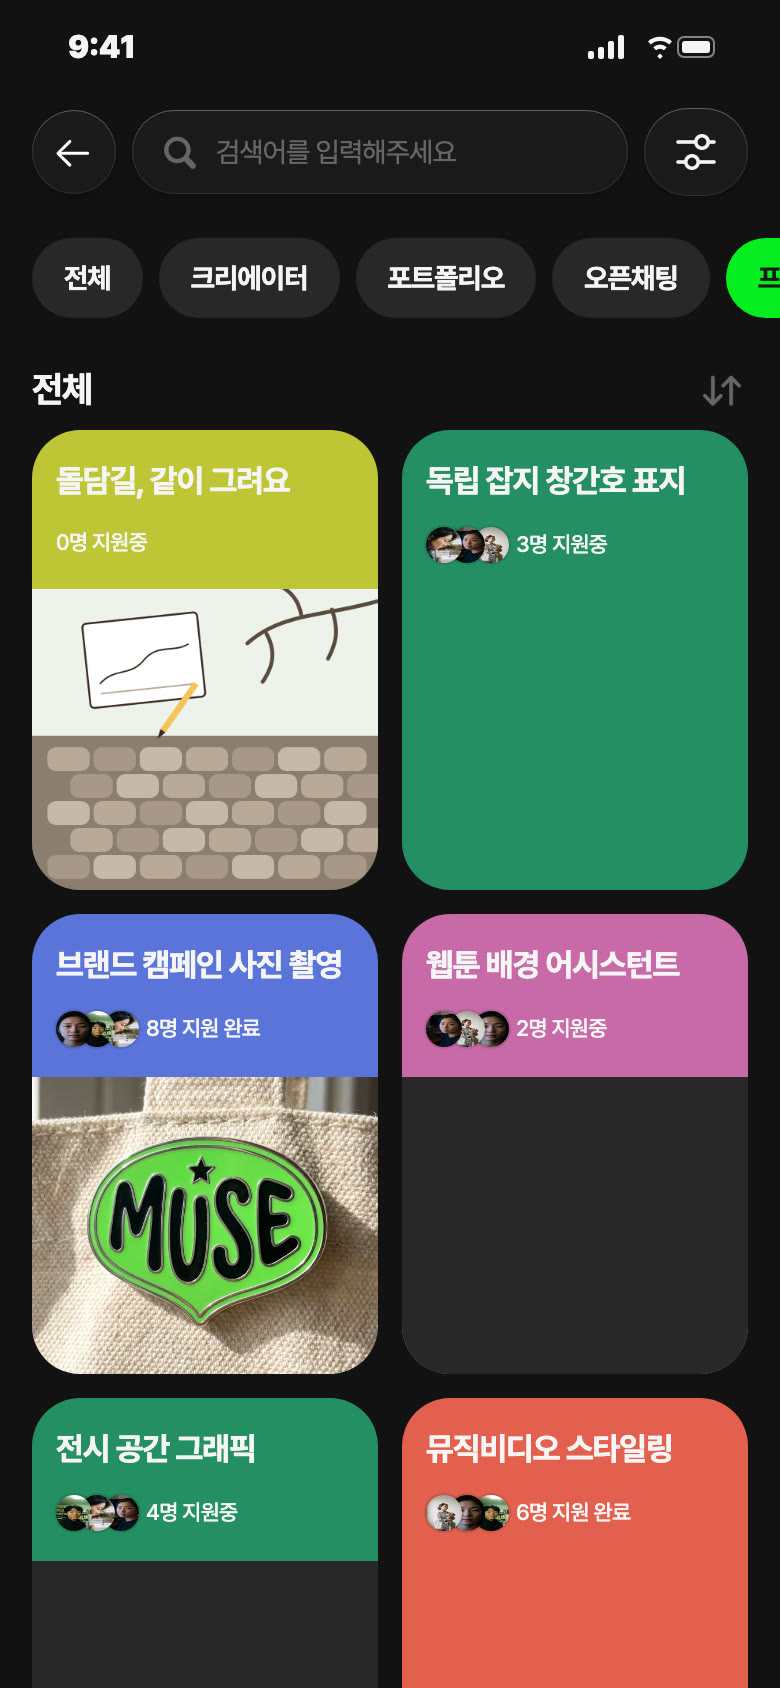 9:41
검색어를 입력해주세요
전체
크리에이터
포트폴리오
오픈채팅
전체
돌담길, 같이 그려요
0명 지원중
독립 잡지 창간호 표지
3명 지원중
브랜드 캠페인 사진 촬영
8명 지원 완료
웹툰 배경 어시스턴트
2명 지원중
MUSE
전시 공간 그래픽
4명 지원중
뮤직비디오 스타일링
6명 지원 완료